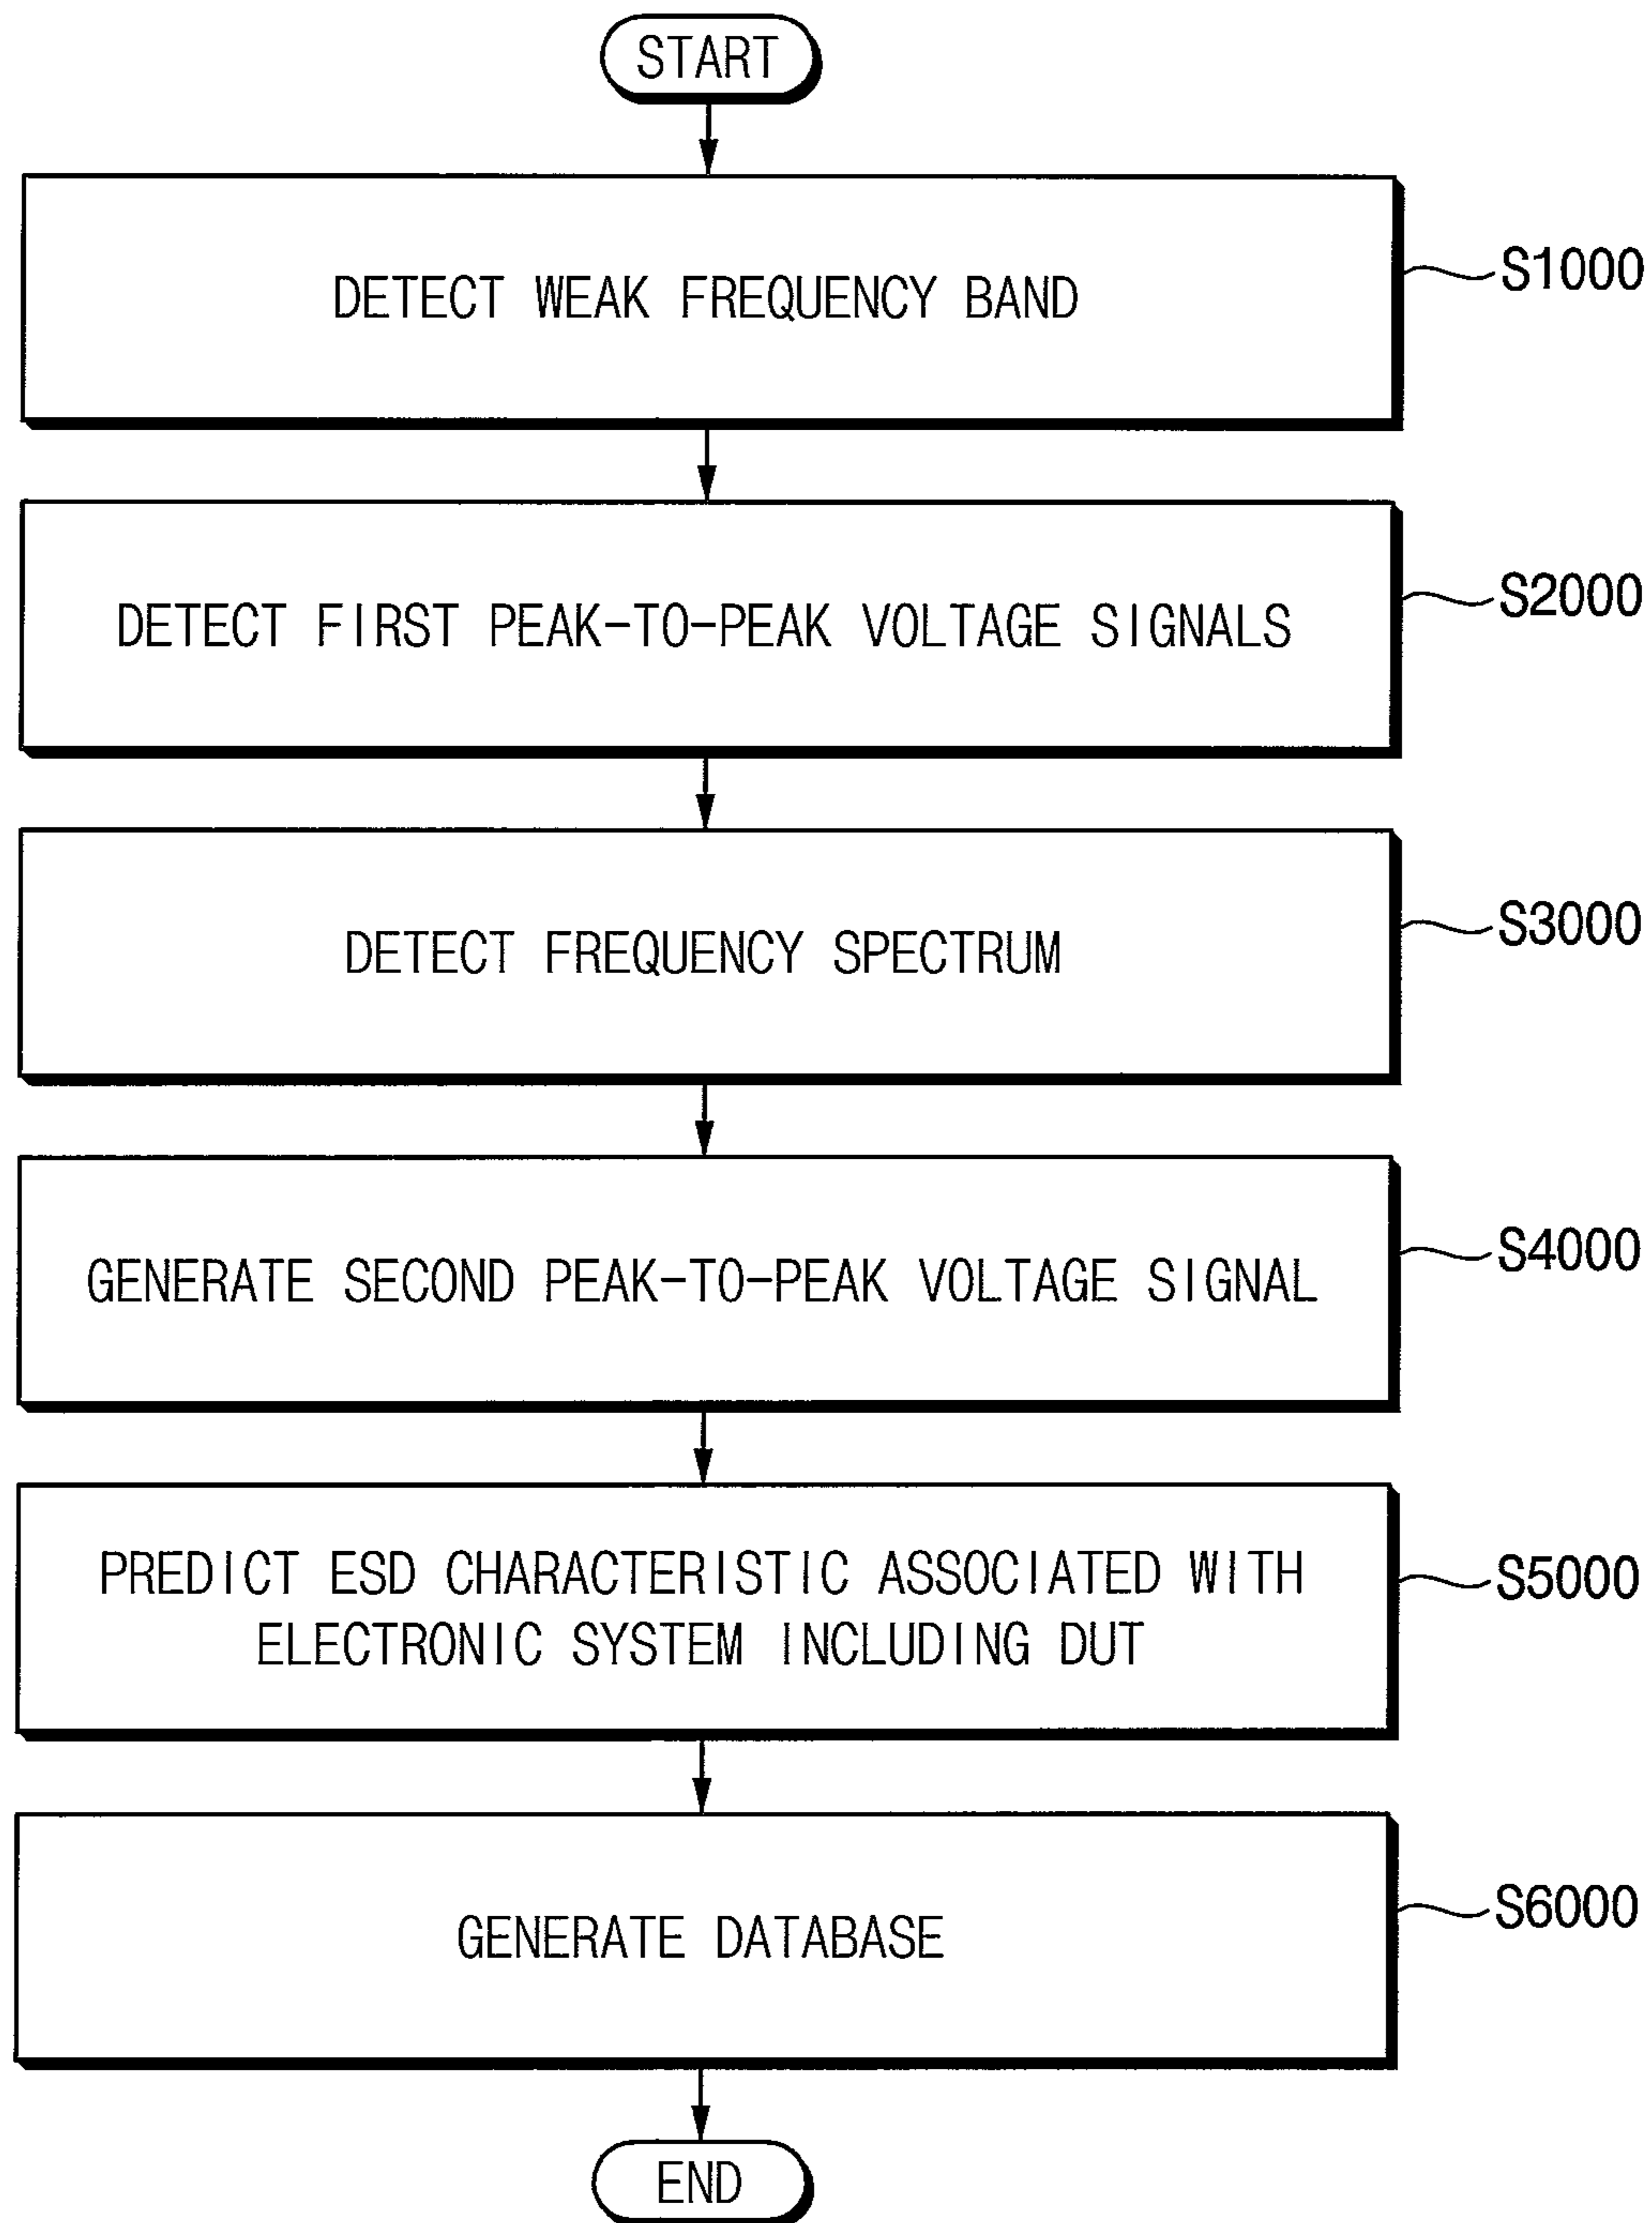 START
DETECT WEAK FREQUENCY BAND
S1000
DETECT FIRST PEAK-TO-PEAK VOLTAGE SIGNALS
S2000
DETECT FREQUENCY SPECTRUM
S3000
GENERATE SECOND PEAK-TO-PEAK VOLTAGE SIGNAL
S4000
PREDICT ESD CHARACTERISTIC ASSOCIATED WITH
ELECTRONIC SYSTEM INCLUDING DUT
S5000
GENERATE DATABASE
S6000
END